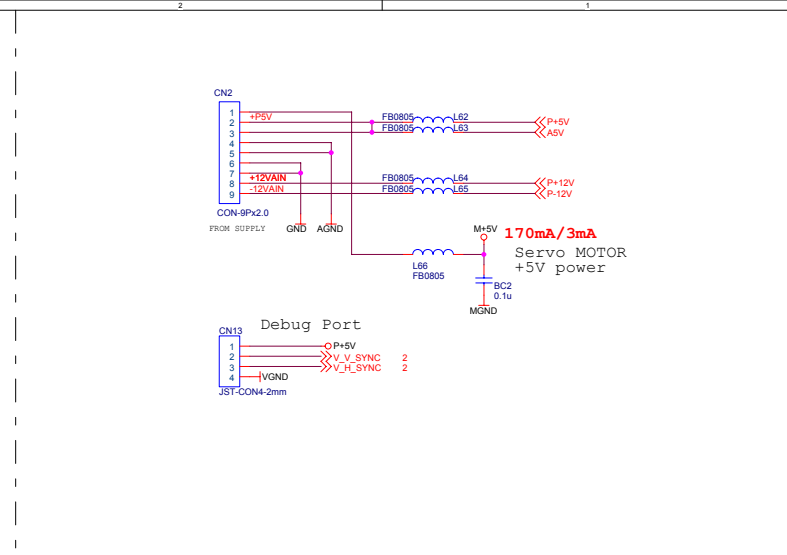 2
1
CN2
1
+P5V
FB0805
L62
2
P+5V
3
FB0805
L63
A5V
4
5
6
7
+12VAIN
FB0805
L64
8
P+12V
-12VAIN
FB0805
L65
9
P-12V
CON-9Px2.0
FROM SUPPLY
GND
AGND
M+5V
170mA/3mA
Servo MOTOR
+5V power
L66
FB0805
BC2
0.1u
MGND
Debug Port
CN13
1
P+5V
2
V_V_SYNC
2
3
V_H_SYNC
2
4
VGND
JST-CON4-2mm